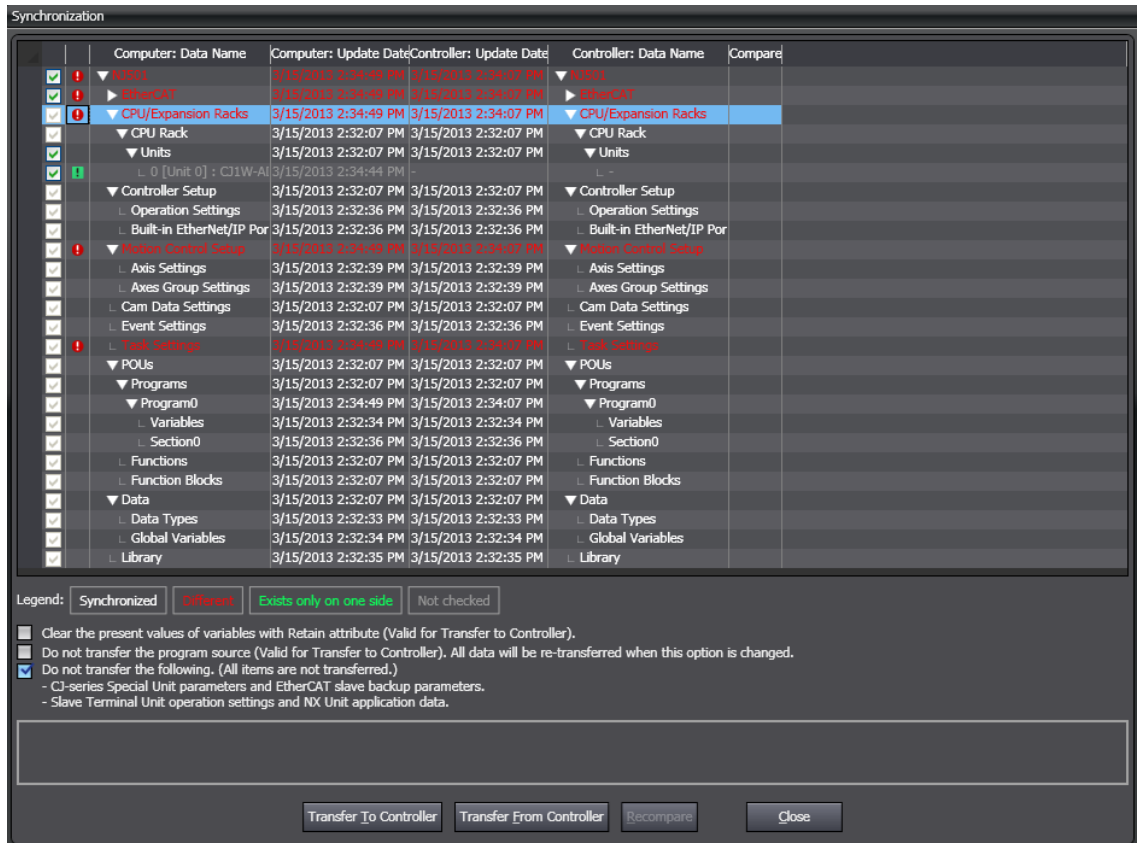 Synchronization
Computer: Data Name Computer: Update Date Controller: Update Date Controller: Data Name Compare
NJ501 3/15/2013 2:34:49 PM 3/15/2013 2:34:07 PM NJ501
EtherCAT 3/15/2013 2:34:49 PM 3/15/2013 2:34:07 PM EtherCAT
CPU/Expansion Racks 3/15/2013 2:34:49 PM 3/15/2013 2:34:07 PM CPU/Expansion Racks
CPU Rack 3/15/2013 2:32:07 PM 3/15/2013 2:32:07 PM CPU Rack
Units 3/15/2013 2:32:07 PM 3/15/2013 2:32:07 PM Units
0 [Unit 0] : CJ1W-AI 3/15/2013 2:34:44 PM - -
Controller Setup 3/15/2013 2:32:07 PM 3/15/2013 2:32:07 PM Controller Setup
Operation Settings 3/15/2013 2:32:36 PM 3/15/2013 2:32:36 PM Operation Settings
Built-in EtherNet/IP Por 3/15/2013 2:32:36 PM 3/15/2013 2:32:36 PM Built-in EtherNet/IP Por
Motion Control Setup 3/15/2013 2:34:49 PM 3/15/2013 2:34:07 PM Motion Control Setup
Axis Settings 3/15/2013 2:32:39 PM 3/15/2013 2:32:39 PM Axis Settings
Axes Group Settings 3/15/2013 2:32:39 PM 3/15/2013 2:32:39 PM Axes Group Settings
Cam Data Settings 3/15/2013 2:32:07 PM 3/15/2013 2:32:07 PM Cam Data Settings
Event Settings 3/15/2013 2:32:36 PM 3/15/2013 2:32:36 PM Event Settings
Task Settings 3/15/2013 2:34:49 PM 3/15/2013 2:34:07 PM Task Settings
POUs 3/15/2013 2:32:07 PM 3/15/2013 2:32:07 PM POUs
Programs 3/15/2013 2:32:07 PM 3/15/2013 2:32:07 PM Programs
Program0 3/15/2013 2:34:49 PM 3/15/2013 2:34:07 PM Program0
Variables 3/15/2013 2:32:34 PM 3/15/2013 2:32:34 PM Variables
Section0 3/15/2013 2:32:36 PM 3/15/2013 2:32:36 PM Section0
Functions 3/15/2013 2:32:07 PM 3/15/2013 2:32:07 PM Functions
Function Blocks 3/15/2013 2:32:07 PM 3/15/2013 2:32:07 PM Function Blocks
Data 3/15/2013 2:32:07 PM 3/15/2013 2:32:07 PM Data
Data Types 3/15/2013 2:32:33 PM 3/15/2013 2:32:33 PM Data Types
Global Variables 3/15/2013 2:32:34 PM 3/15/2013 2:32:34 PM Global Variables
Library 3/15/2013 2:32:35 PM 3/15/2013 2:32:35 PM Library
Legend: Synchronized Different Exists only on one side Not checked
Clear the present values of variables with Retain attribute (Valid for Transfer to Controller).
Do not transfer the program source (Valid for Transfer to Controller). All data will be re-transferred when this option is changed.
Do not transfer the following. (All items are not transferred.)
- CJ-series Special Unit parameters and EtherCAT slave backup parameters.
- Slave Terminal Unit operation settings and NX Unit application data.
Transfer To Controller Transfer From Controller Recompare Close